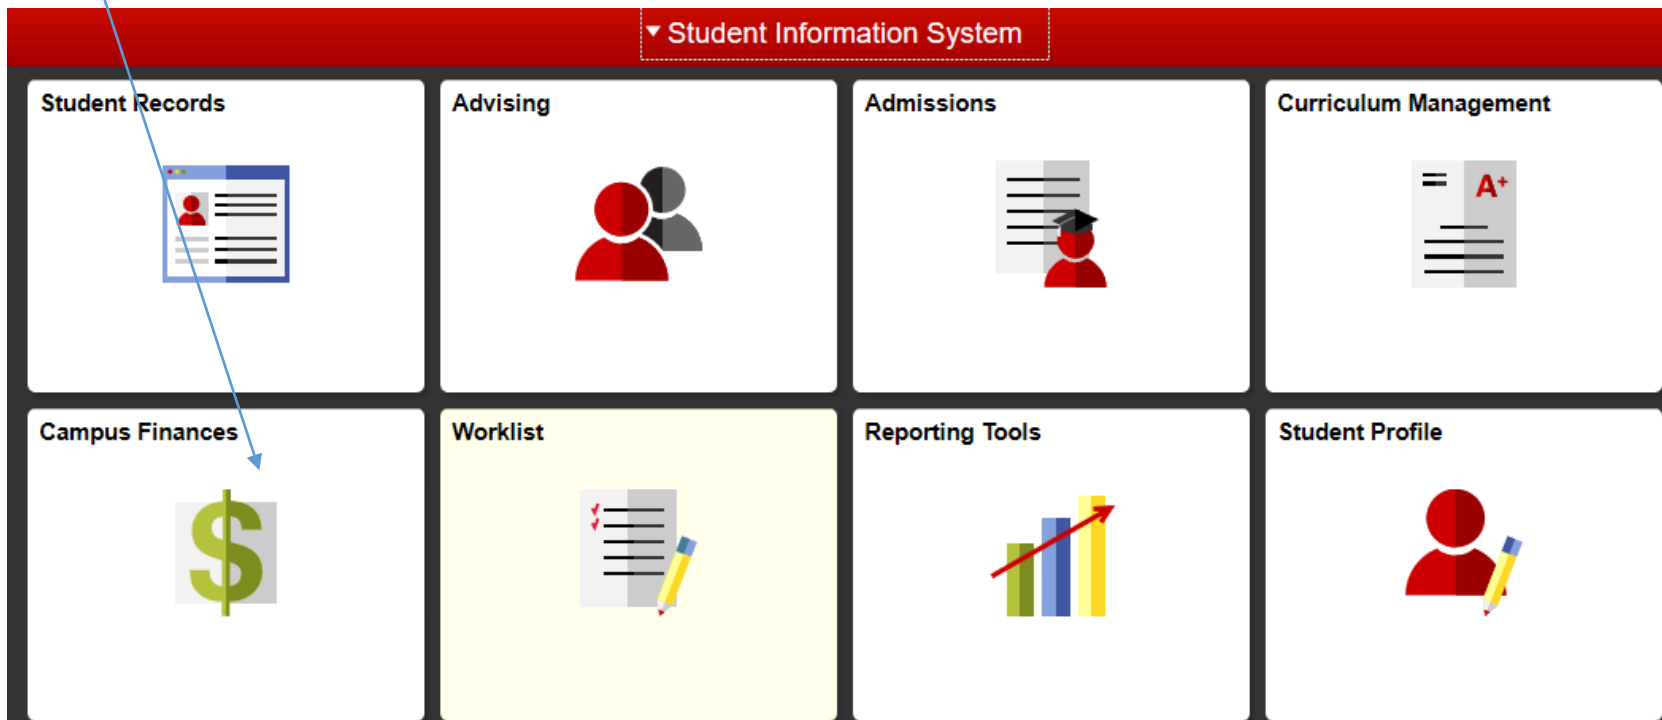 Student Information System
Student Records
Advising
Admissions
Curriculum Management
A+
Campus Finances
Worklist
Reporting Tools
Student Profile
$